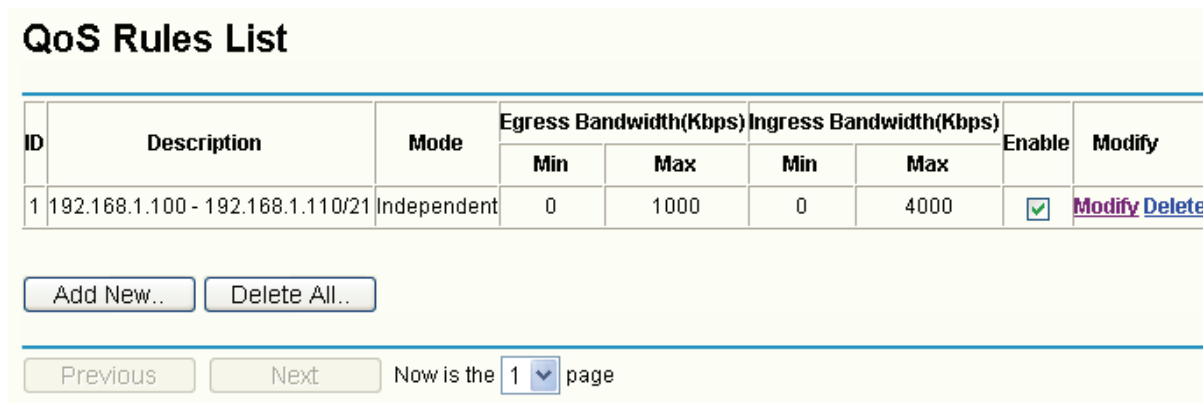 QoS Rules List
ID Description Mode Egress Bandwidth(Kbps) Ingress Bandwidth(Kbps) Enable Modify
Min Max Min Max
1 192.168.1.100 - 192.168.1.110/21 Independent 0 1000 0 4000 Modify Delete
Add New.. Delete All..
Previous Next Now is the 1 page